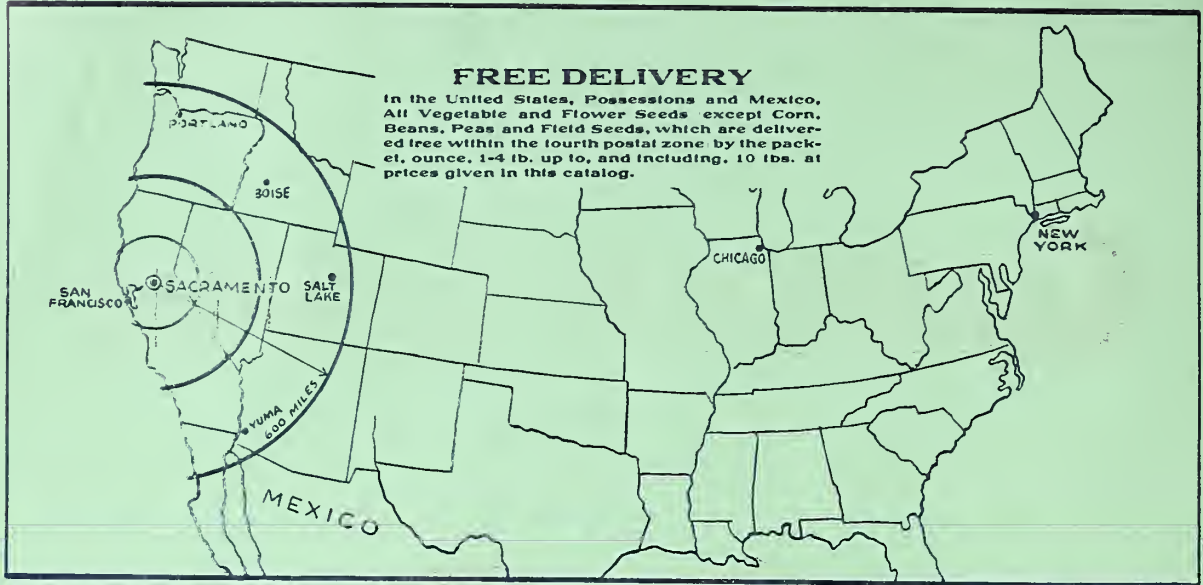 FREE DELIVERY
In the United States, Possessions and Mexico,
All Vegetable and Flower Seeds except Corn,
Beans, Peas and Field Seeds, which are deliver-
ed free within the fourth postal zone by the pack-
et, ounce, 1-4 lb. up to, and including, 10 lbs. at
prices given in this catalog.
PORTLAND
BOISE
NEW
YORK
CHICAGO
SACRAMENTO
SALT
LAKE
SAN
FRANCISCO
YUMA
600 MILES
MEXICO